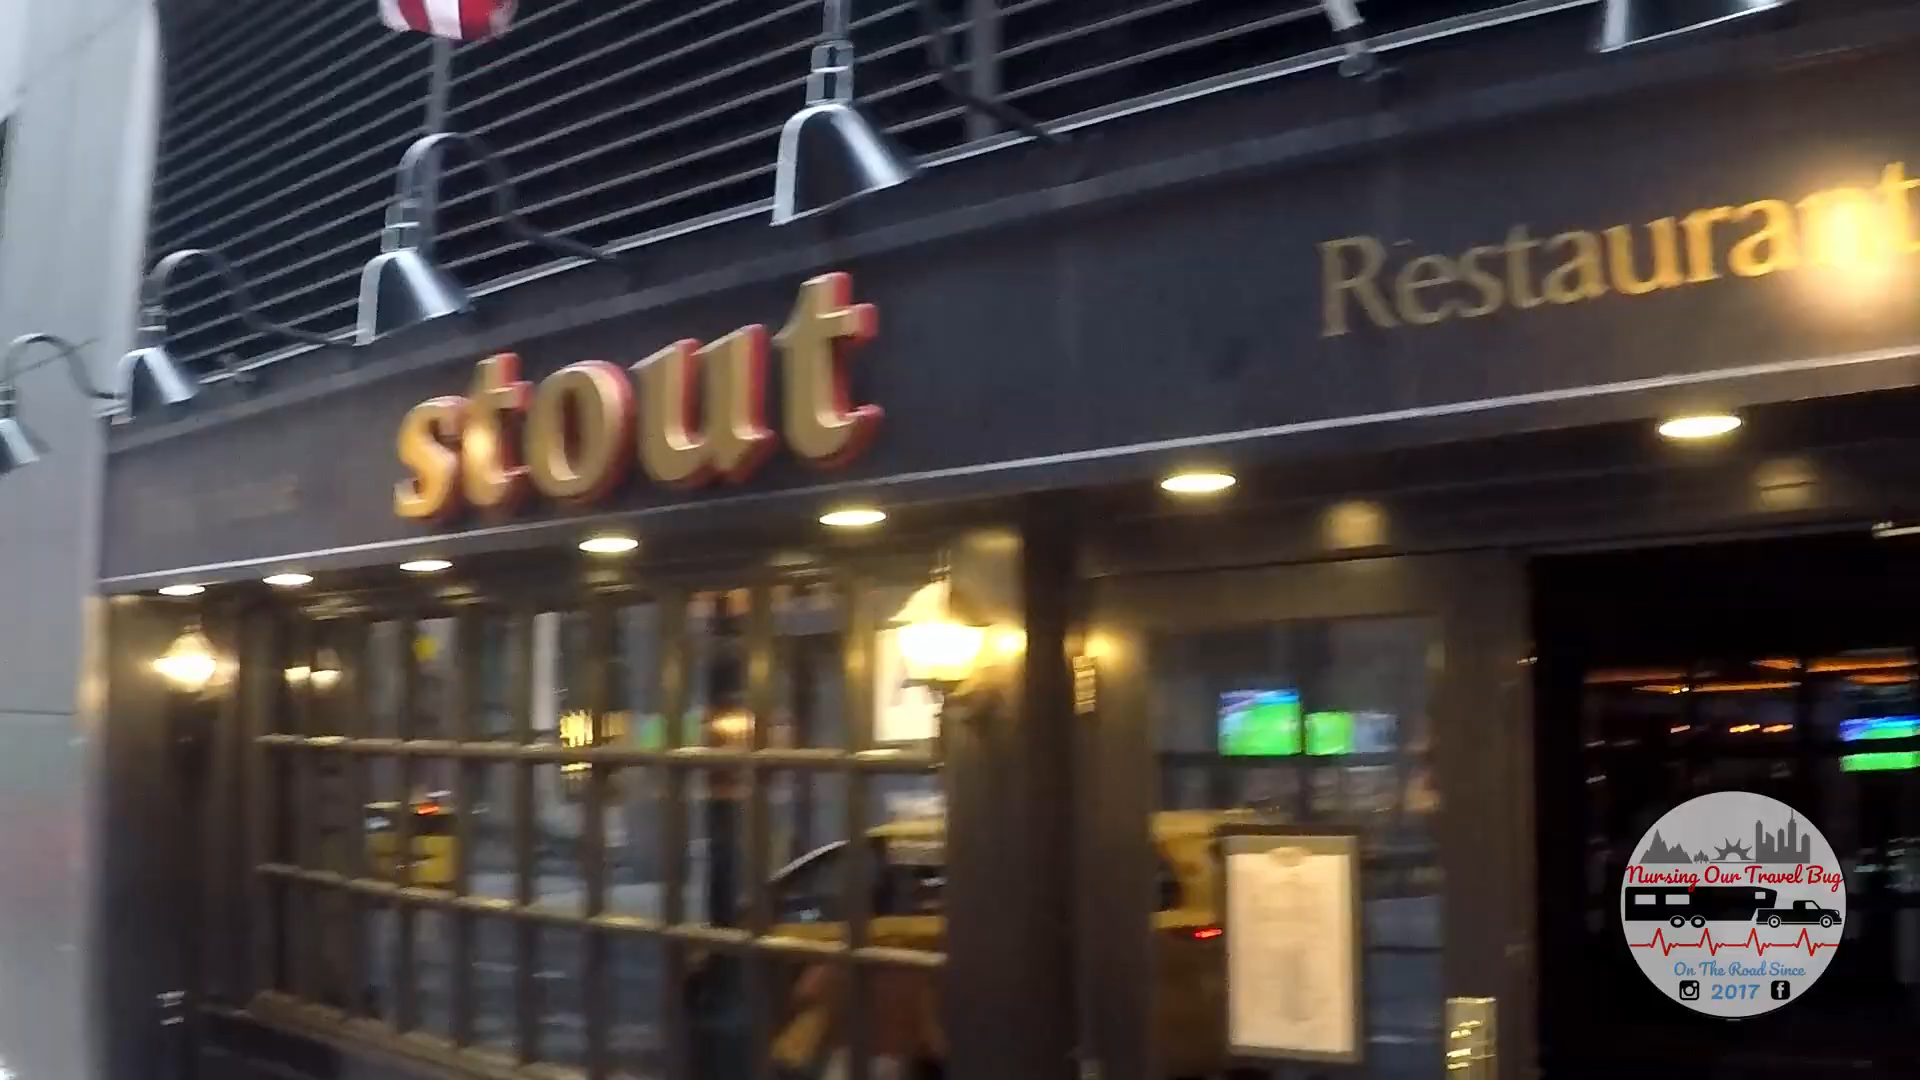 stout
Restaurant
Nursing Our Travel Bug
On The Road Since
2017